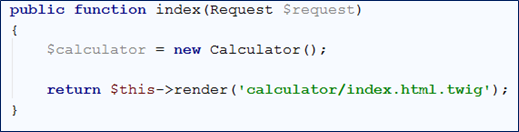 public function index(Request $request)
{
    $calculator = new Calculator();

    return $this->render('calculator/index.html.twig');
}